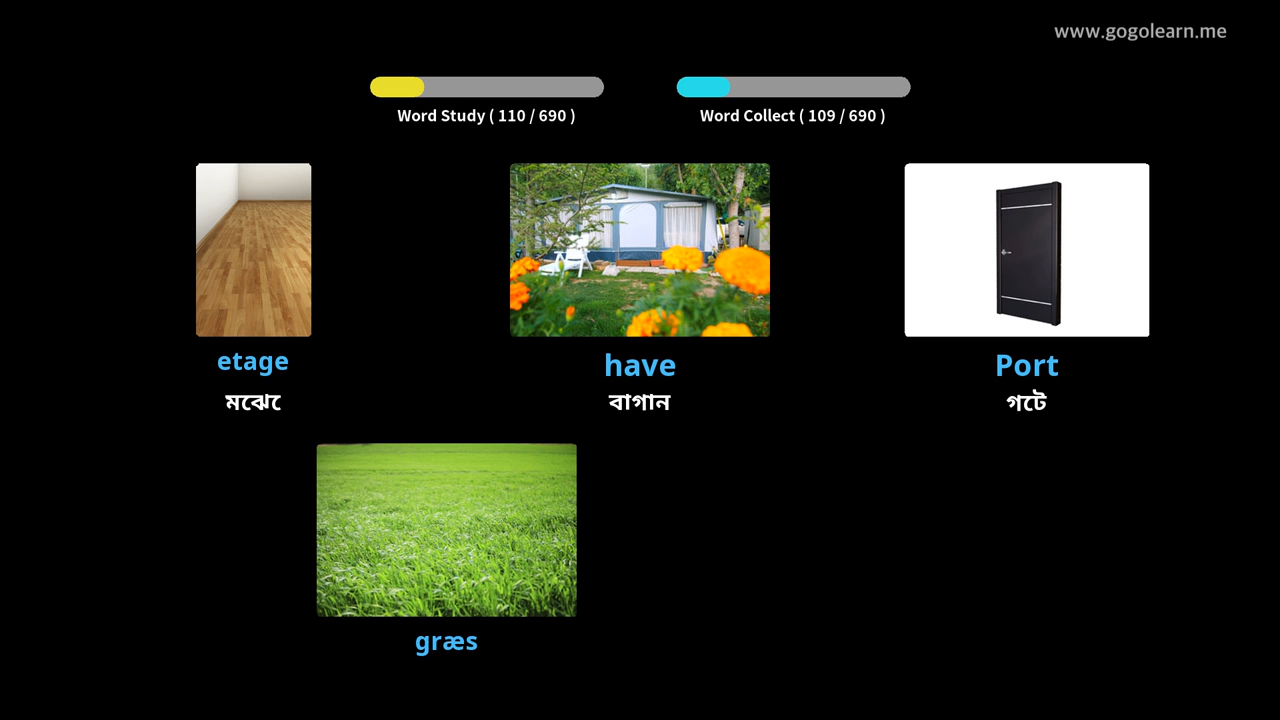 www.gogolearn.me
Word Study ( 110 / 690 )
Word Collect ( 109 / 690 )
etage
have
Port
মঝেে
বাগান
গটে
græs